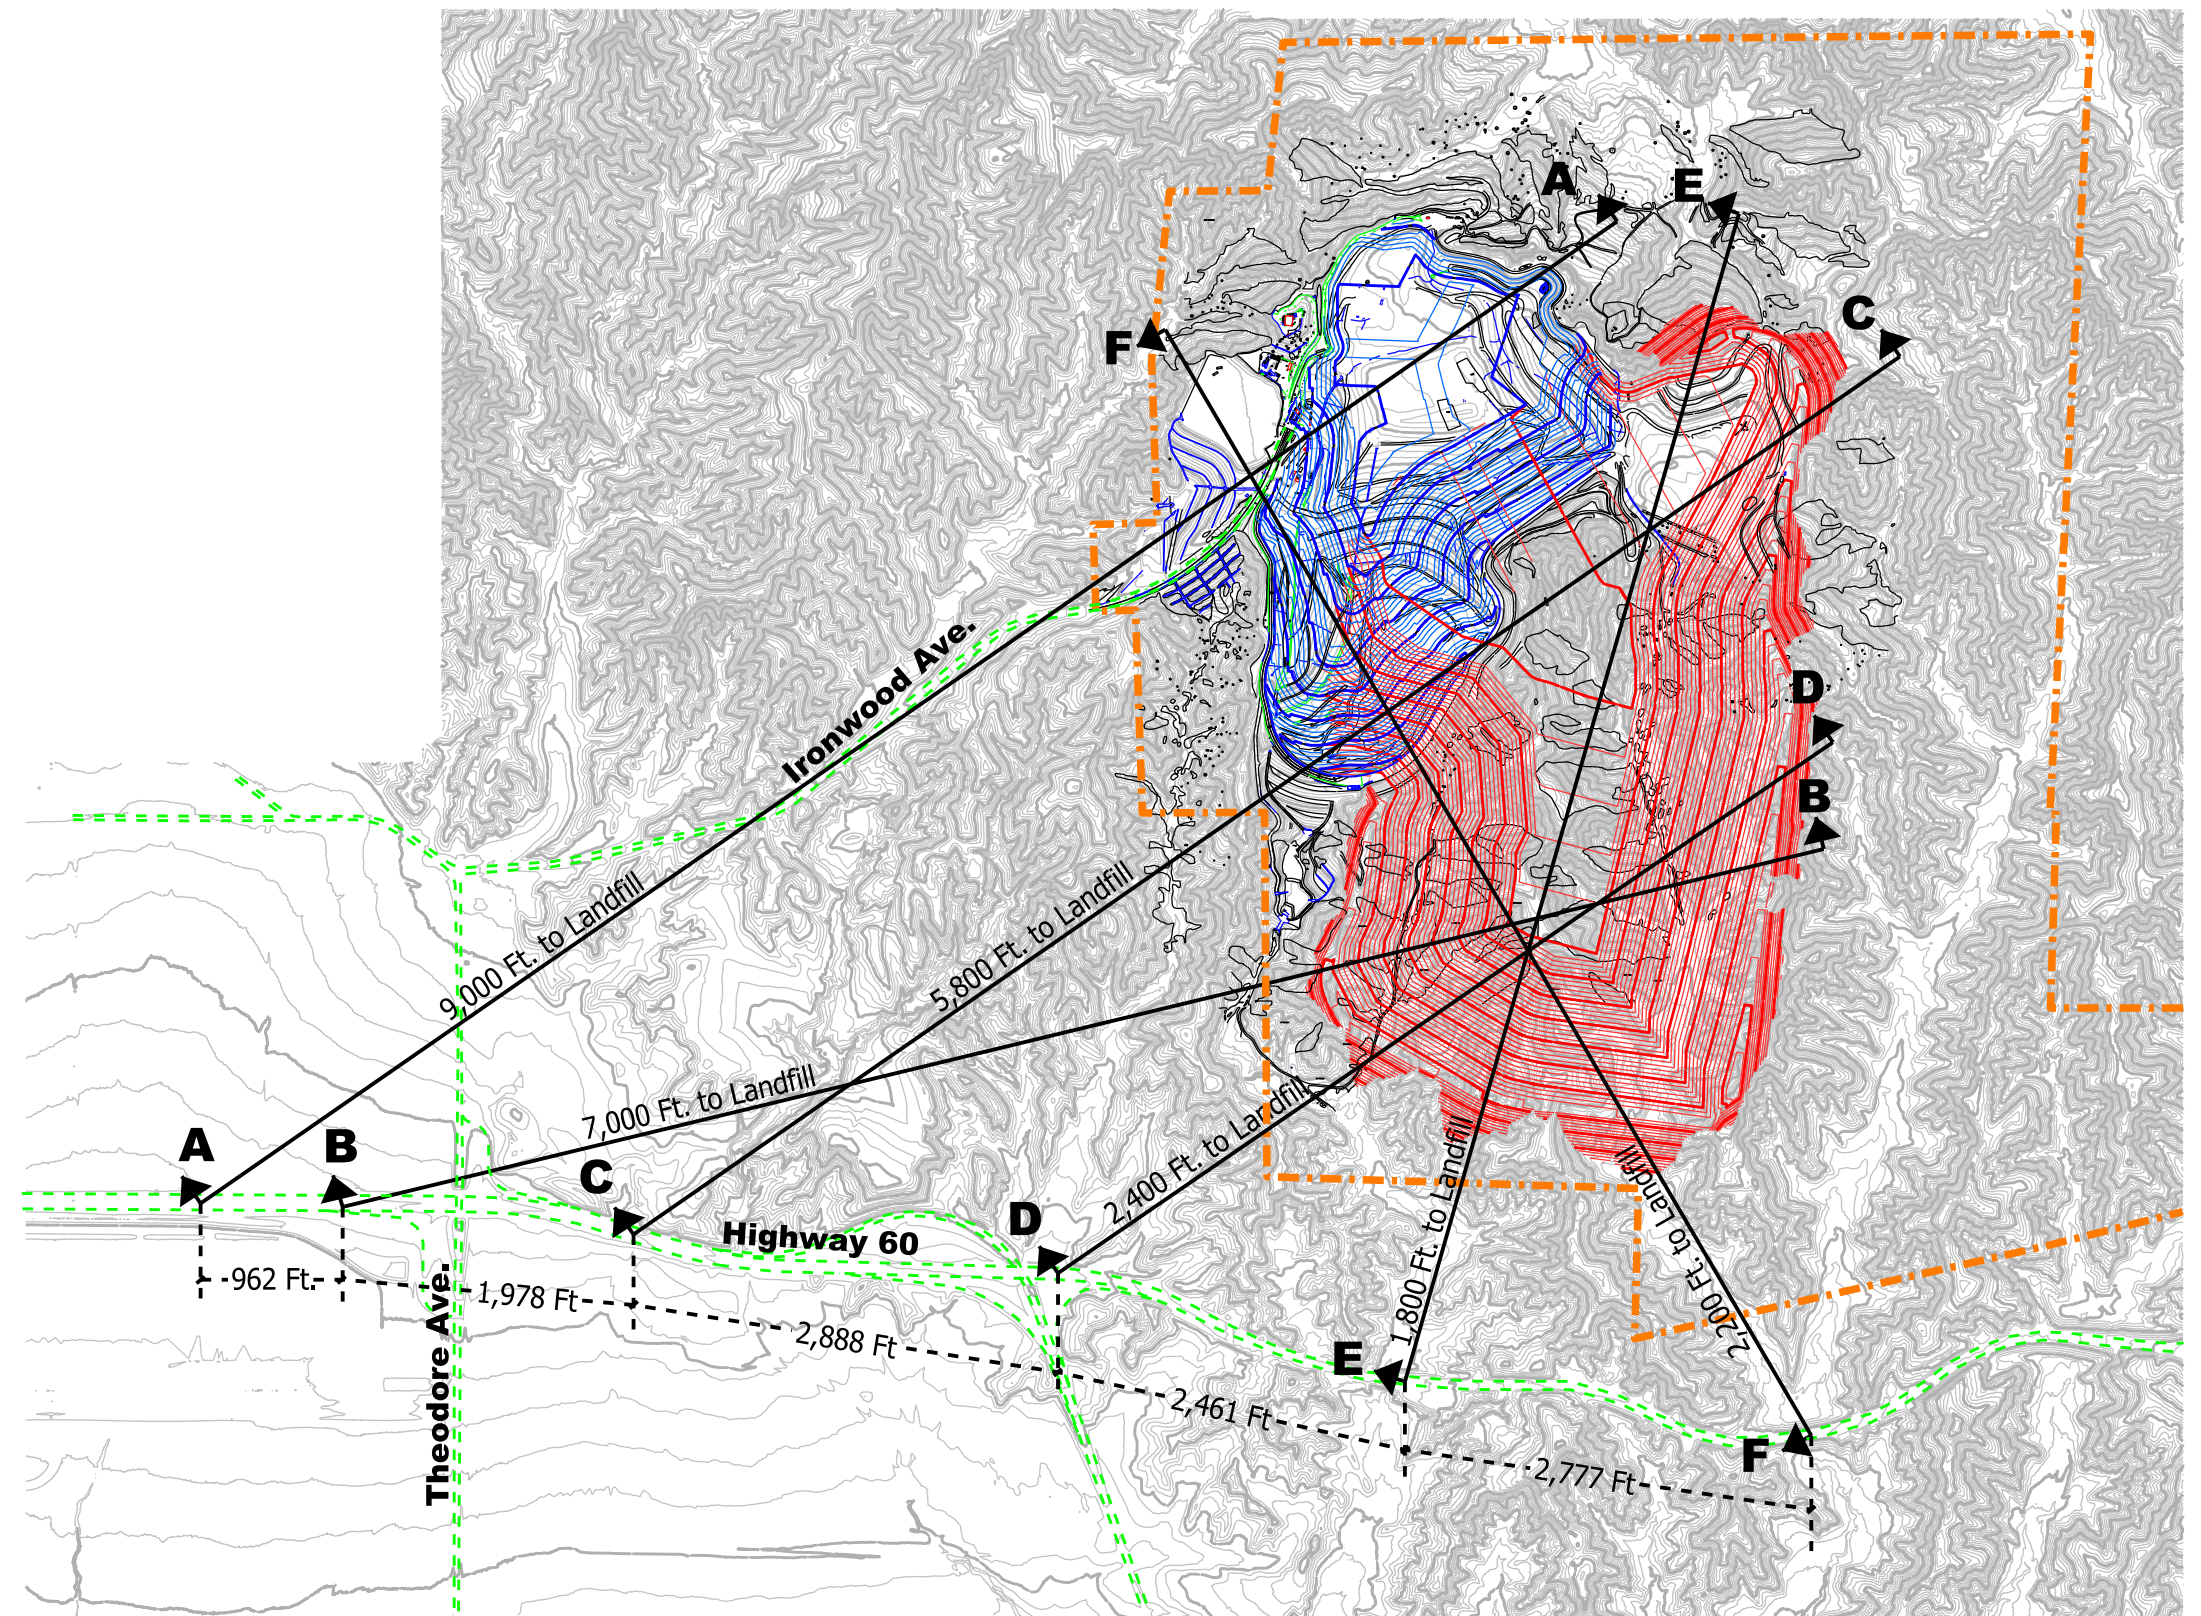 A
E
C
F
Ironwood Ave.
D
B
9,000 Ft. to Landfill
5,800 Ft. to Landfill
7,000 Ft. to Landfill
2,400 Ft. to Landfill
1,800 Ft. to Landfill
2,200 Ft. to Landfill
A
B
C
D
Highway 60
962 Ft.
1,978 Ft
2,888 Ft
Theodore Ave.
E
2,461 Ft
F
2,777 Ft